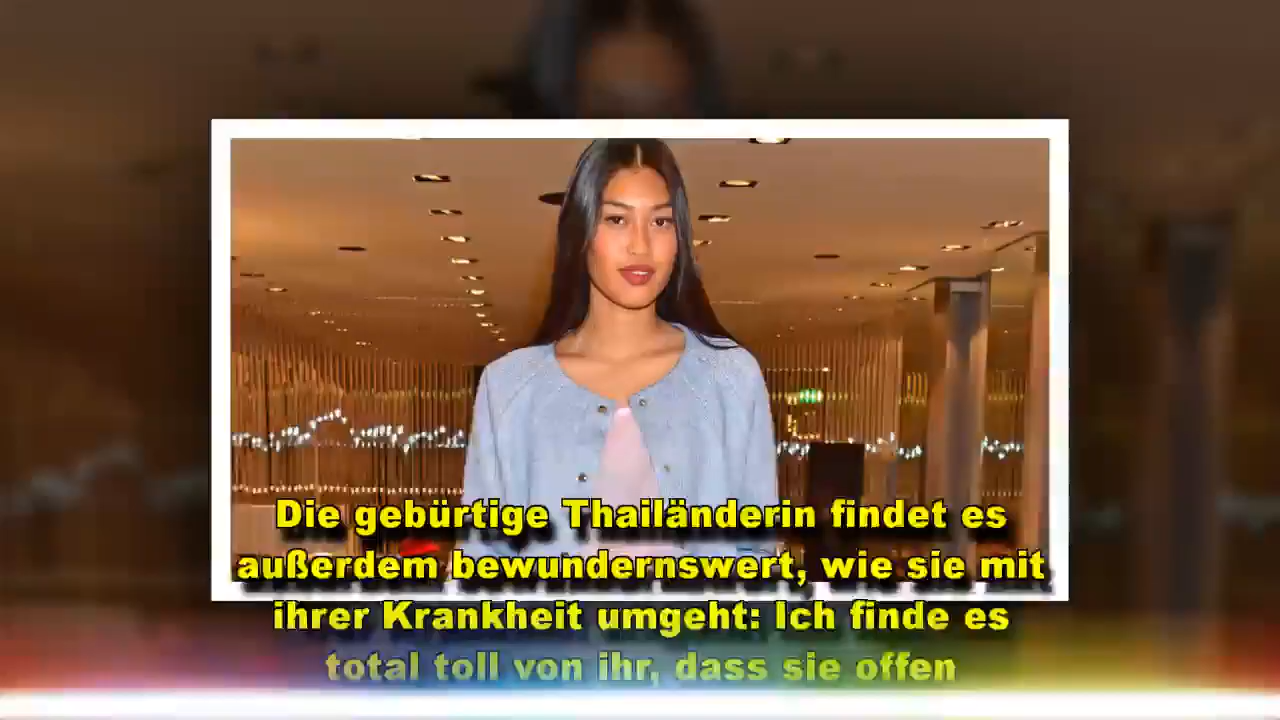 Die gebürtige Thailänderin findet es
außerdem bewundernswert, wie sie mit
ihrer Krankheit umgeht: Ich finde es
total toll von ihr, dass sie offen